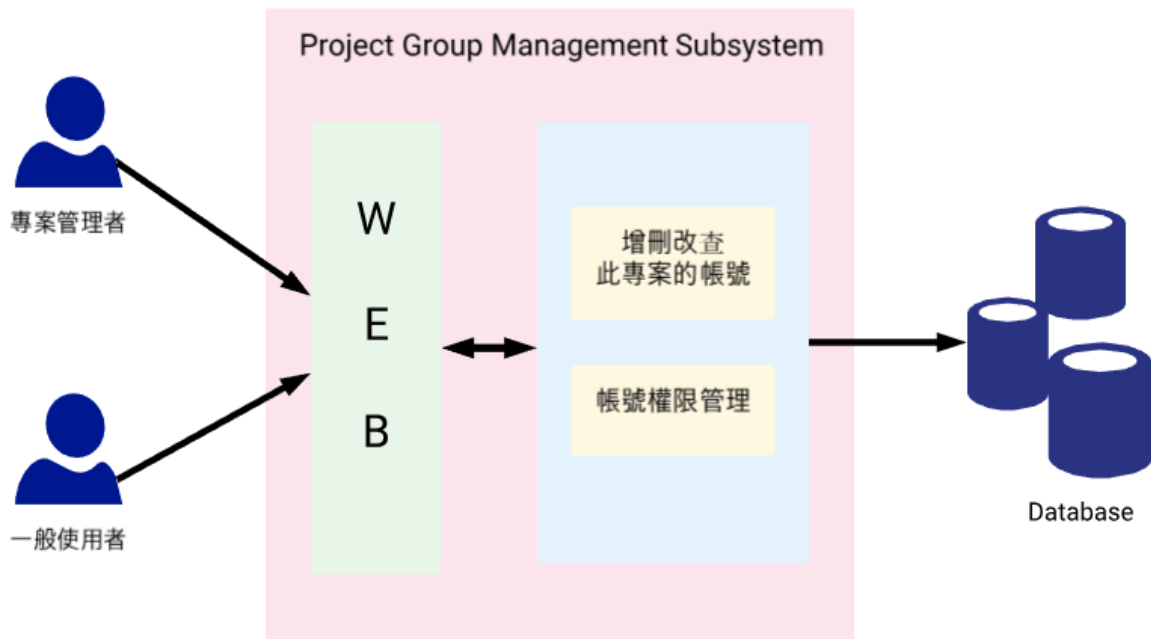 Project Group Management Subsystem
專案管理者
W
E
B
增刪改查
此專案的帳號
帳號權限管理
一般使用者
Database